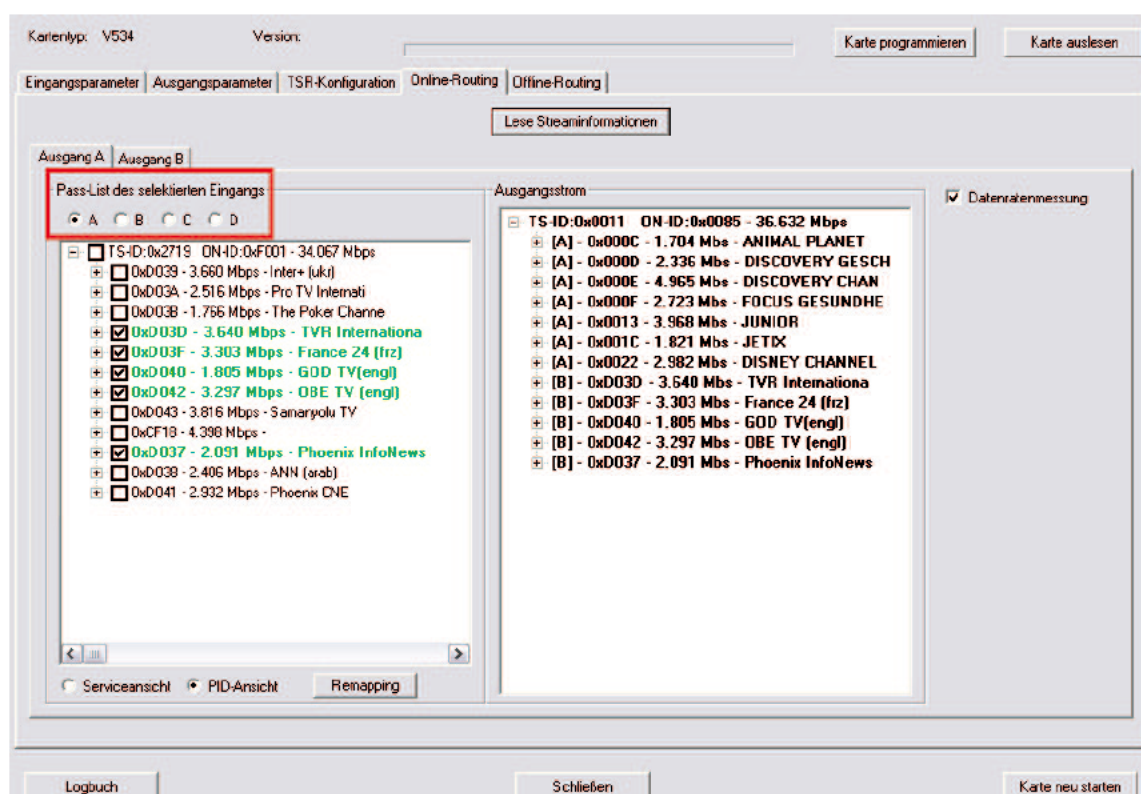 Kartentyp: V534 Version:
Karte programmieren
Karte auslesen
Eingangsparameter Ausgangsparameter TSR-Konfiguration Online-Routing Offline-Routing
Lese Streaminformationen
Ausgang A Ausgang B
Pass-List des selektierten Eingangs
A B C D
TS-ID:0x2719 ON-ID:0xF001 - 34.067 Mbps
0xD039 - 3.660 Mbps - Inter+ (ukr)
0xD03A - 2.516 Mbps - Pro TV Internati
0xD03B - 1.766 Mbps - The Poker Channe
0xD03D - 3.640 Mbps - TVR Internationa
0xD03F - 3.303 Mbps - France 24 (frz)
0xD040 - 1.805 Mbps - GOD TV(engl)
0xD042 - 3.297 Mbps - OBE TV (engl)
0xD043 - 3.816 Mbps - Samanyolu TV
0xCF18 - 4.398 Mbps -
0xD037 - 2.091 Mbps - Phoenix InfoNews
0xD038 - 2.406 Mbps - ANN (arab)
0xD041 - 2.932 Mbps - Phoenix CNE
Serviceansicht PID-Ansicht Remapping
Ausgangsstrom
TS-ID:0x0011 ON-ID:0x0085 - 36.632 Mbps
[A] - 0x000C - 1.704 Mbs - ANIMAL PLANET
[A] - 0x000D - 2.336 Mbs - DISCOVERY GESCH
[A] - 0x000E - 4.965 Mbs - DISCOVERY CHAN
[A] - 0x000F - 2.723 Mbs - FOCUS GESUNDHE
[A] - 0x0013 - 3.968 Mbs - JUNIOR
[A] - 0x001C - 1.821 Mbs - JETIX
[A] - 0x0022 - 2.982 Mbs - DISNEY CHANNEL
[B] - 0xD03D - 3.640 Mbs - TVR Internationa
[B] - 0xD03F - 3.303 Mbs - France 24 (frz)
[B] - 0xD040 - 1.805 Mbs - GOD TV(engl)
[B] - 0xD042 - 3.297 Mbs - OBE TV (engl)
[B] - 0xD037 - 2.091 Mbs - Phoenix InfoNews
Datenratenmessung
Logbuch
Schließen
Karte neu starten